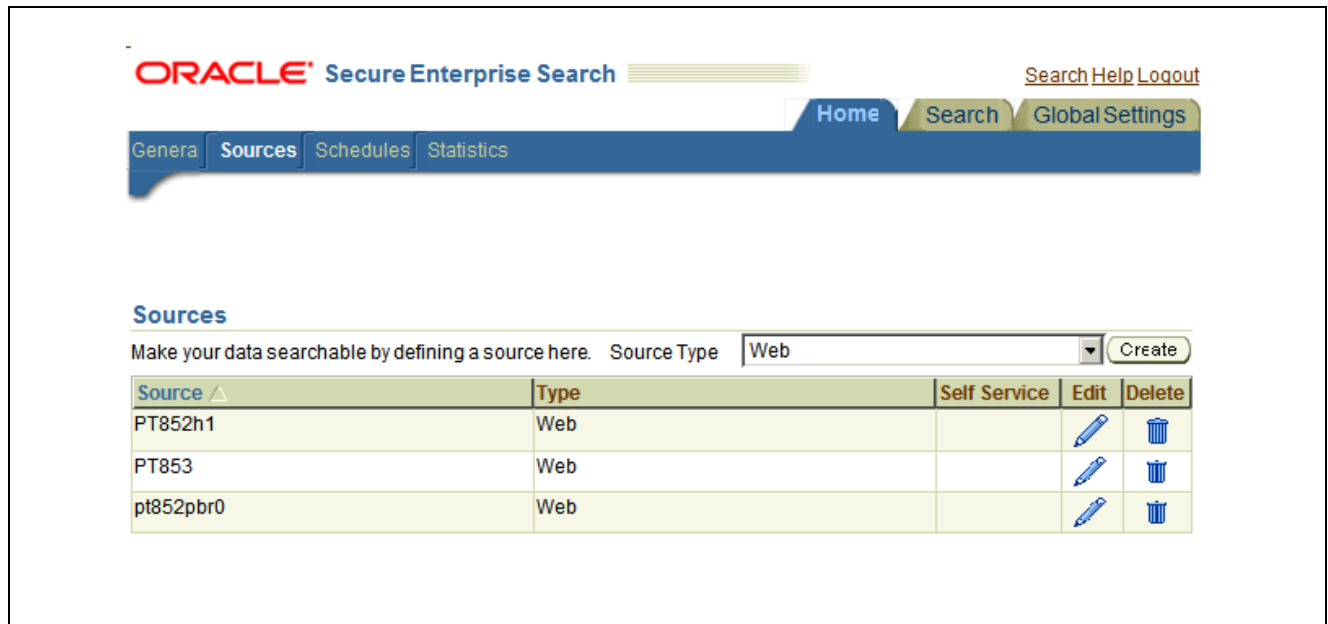 ORACLE Secure Enterprise Search
Search Help Logout
Home Search Global Settings
Genera Sources Schedules Statistics
Sources
Make your data searchable by defining a source here. Source Type Web Create
Source Type Self Service Edit Delete
PT852h1 Web
PT853 Web
pt852pbr0 Web